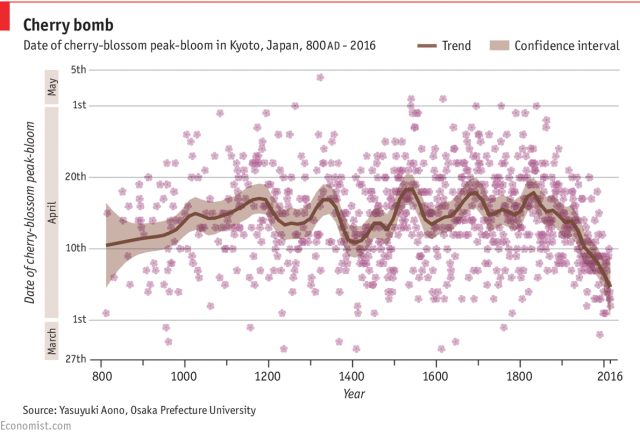 Cherry bomb
Date of cherry-blossom peak-bloom in Kyoto, Japan, 800AD - 2016
Trend
Confidence interval
Date of cherry-blossom peak-bloom
May
April
March
5th
1st
20th
10th
1st
27th
800
1000
1200
1400
1600
1800
2016
Year
Source: Yasuyuki Aono, Osaka Prefecture University
Economist.com